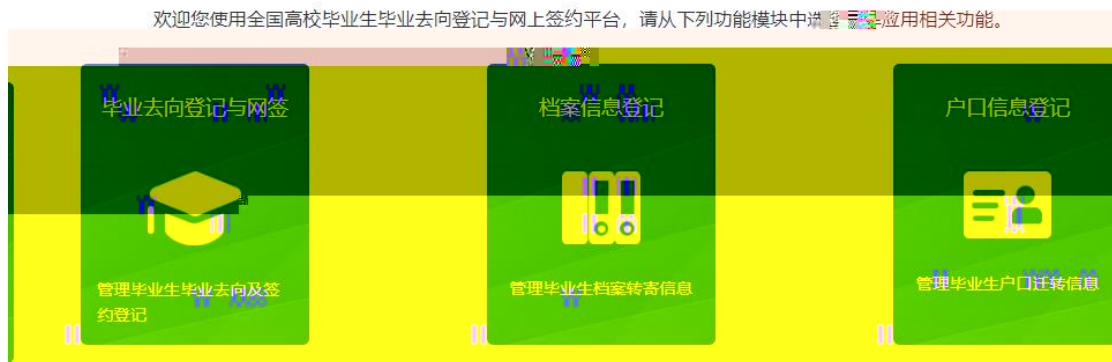 欢迎您使用全国高校毕业生毕业去向登记与网上签约平台，请从下列功能模块中选应用相关功能。
毕业去向登记与网签
档案信息登记
户口信息登记
管理毕业生毕业去向及签
约登记
管理毕业生档案转寄信息
管理毕业生户口迁转信息